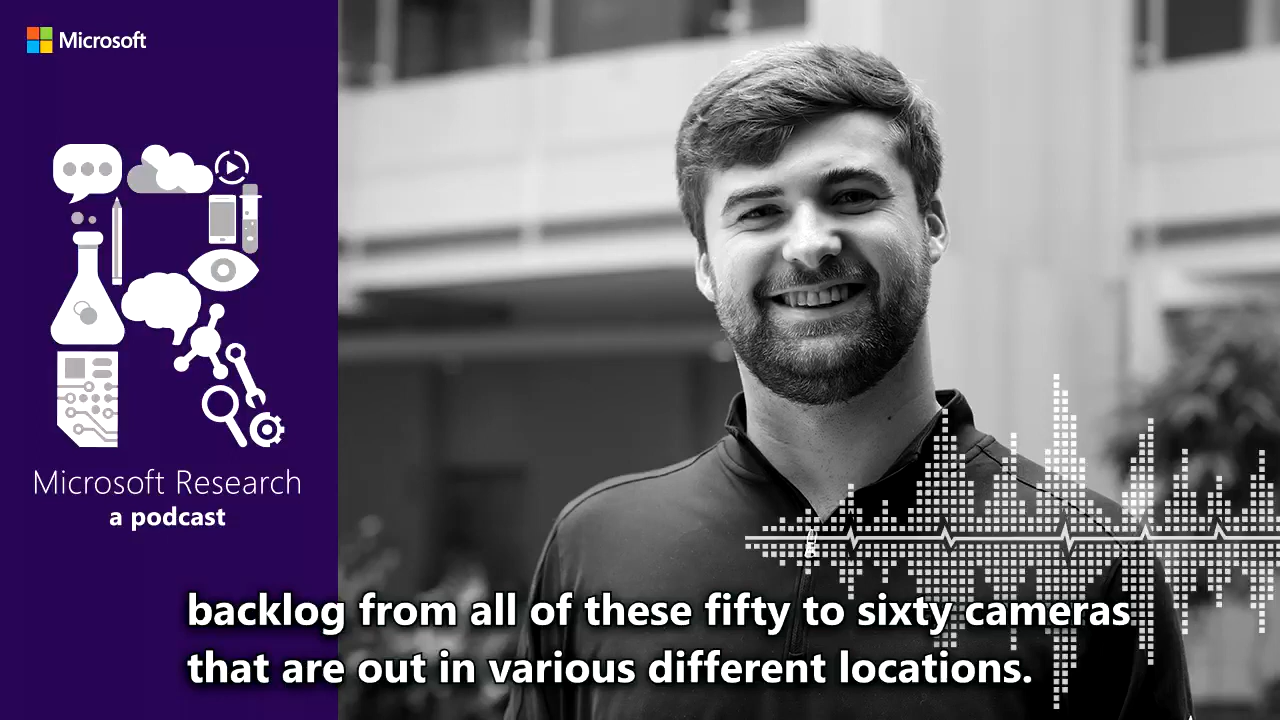 Microsoft
Microsoft Research
a podcast
backlog from all of these fifty to sixty cameras
that are out in various different locations.